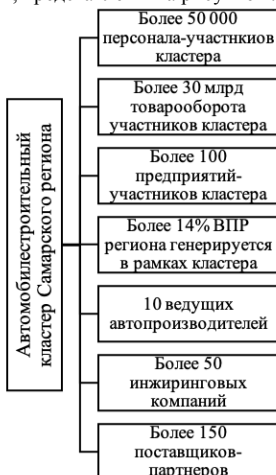 Автомобилестроительный
кластер Самарского региона
Более 50 000
персонала-участнкиов
кластера
Более 30 млрд
товарооборота
участников кластера
Более 100
предприятий-
участников кластера
Более 14% ВПР
региона генерируется
в рамках кластера
10 ведущих
автопроизводителей
Более 50
инжиринговых
компаний
Более 150
поставщиков-
партнеров